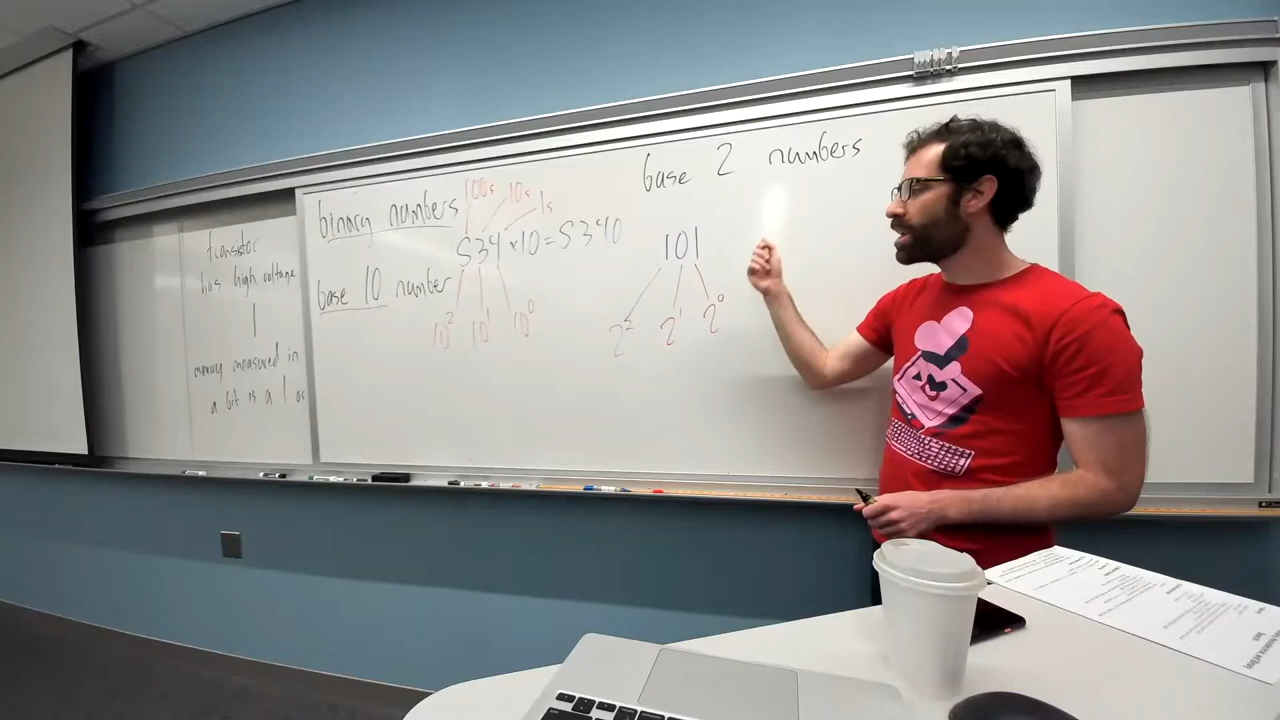 transistor
has high voltage
1
memory measured in
a bit is a 1 or
binary numbers
100s 10s 1s
534 x 10 = 5340
base 10 number
10² 10¹ 10⁰
base 2 numbers
101
2² 2¹ 2⁰